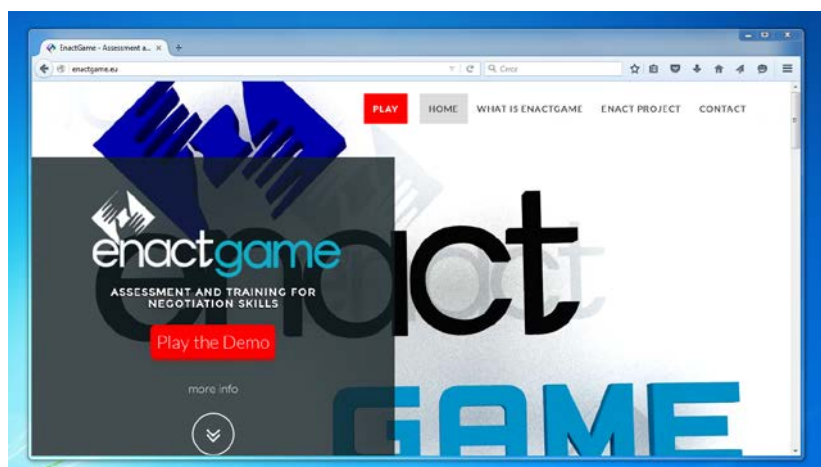 EnactGame - Assessment a...
enactgame.eu
Cerca
PLAY HOME WHAT IS ENACTGAME ENACT PROJECT CONTACT
enact
enactgame
ASSESSMENT AND TRAINING FOR
NEGOTIATION SKILLS
Play the Demo
more info
GAME